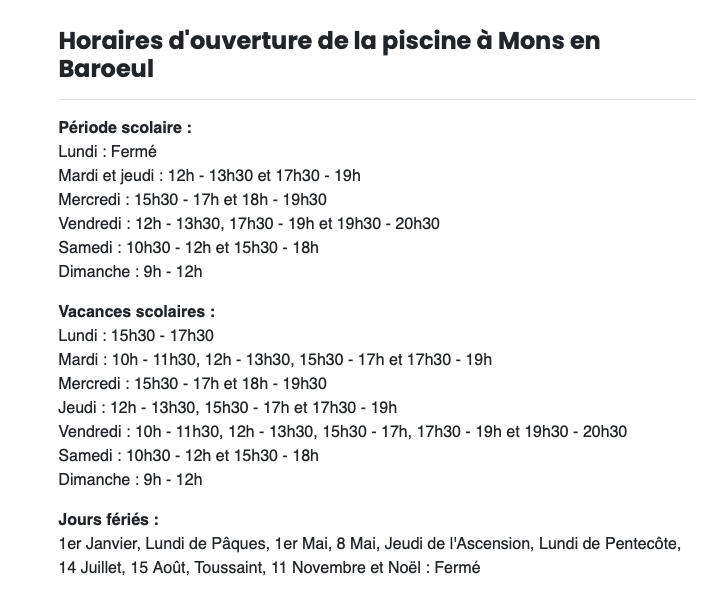 Horaires d'ouverture de la piscine à Mons en
Baroeul
Période scolaire :
Lundi : Fermé
Mardi et jeudi : 12h - 13h30 et 17h30 - 19h
Mercredi : 15h30 - 17h et 18h - 19h30
Vendredi : 12h - 13h30, 17h30 - 19h et 19h30 - 20h30
Samedi : 10h30 - 12h et 15h30 - 18h
Dimanche : 9h - 12h
Vacances scolaires :
Lundi : 15h30 - 17h30
Mardi : 10h - 11h30, 12h - 13h30, 15h30 - 17h et 17h30 - 19h
Mercredi : 15h30 - 17h et 18h - 19h30
Jeudi : 12h - 13h30, 15h30 - 17h et 17h30 - 19h
Vendredi : 10h - 11h30, 12h - 13h30, 15h30 - 17h, 17h30 - 19h et 19h30 - 20h30
Samedi : 10h30 - 12h et 15h30 - 18h
Dimanche : 9h - 12h
Jours fériés :
1er Janvier, Lundi de Pâques, 1er Mai, 8 Mai, Jeudi de l'Ascension, Lundi de Pentecôte,
14 Juillet, 15 Août, Toussaint, 11 Novembre et Noël : Fermé